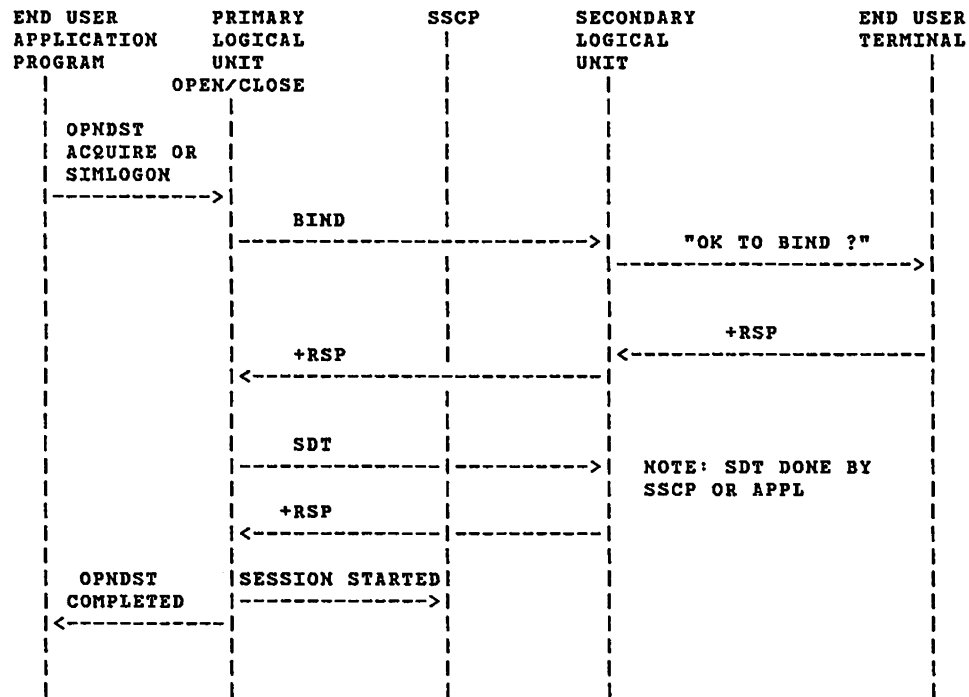 END USER PRIMARY SSCP SECONDARY END USER
APPLICATION LOGICAL LOGICAL TERMINAL
PROGRAM UNIT UNIT
OPEN/CLOSE
OPNDST
ACQUIRE OR
SIMLOGON
BIND
"OK TO BIND ?"
+RSP
+RSP
SDT
NOTE: SDT DONE BY
SSCP OR APPL
+RSP
OPNDST SESSION STARTED
COMPLETED